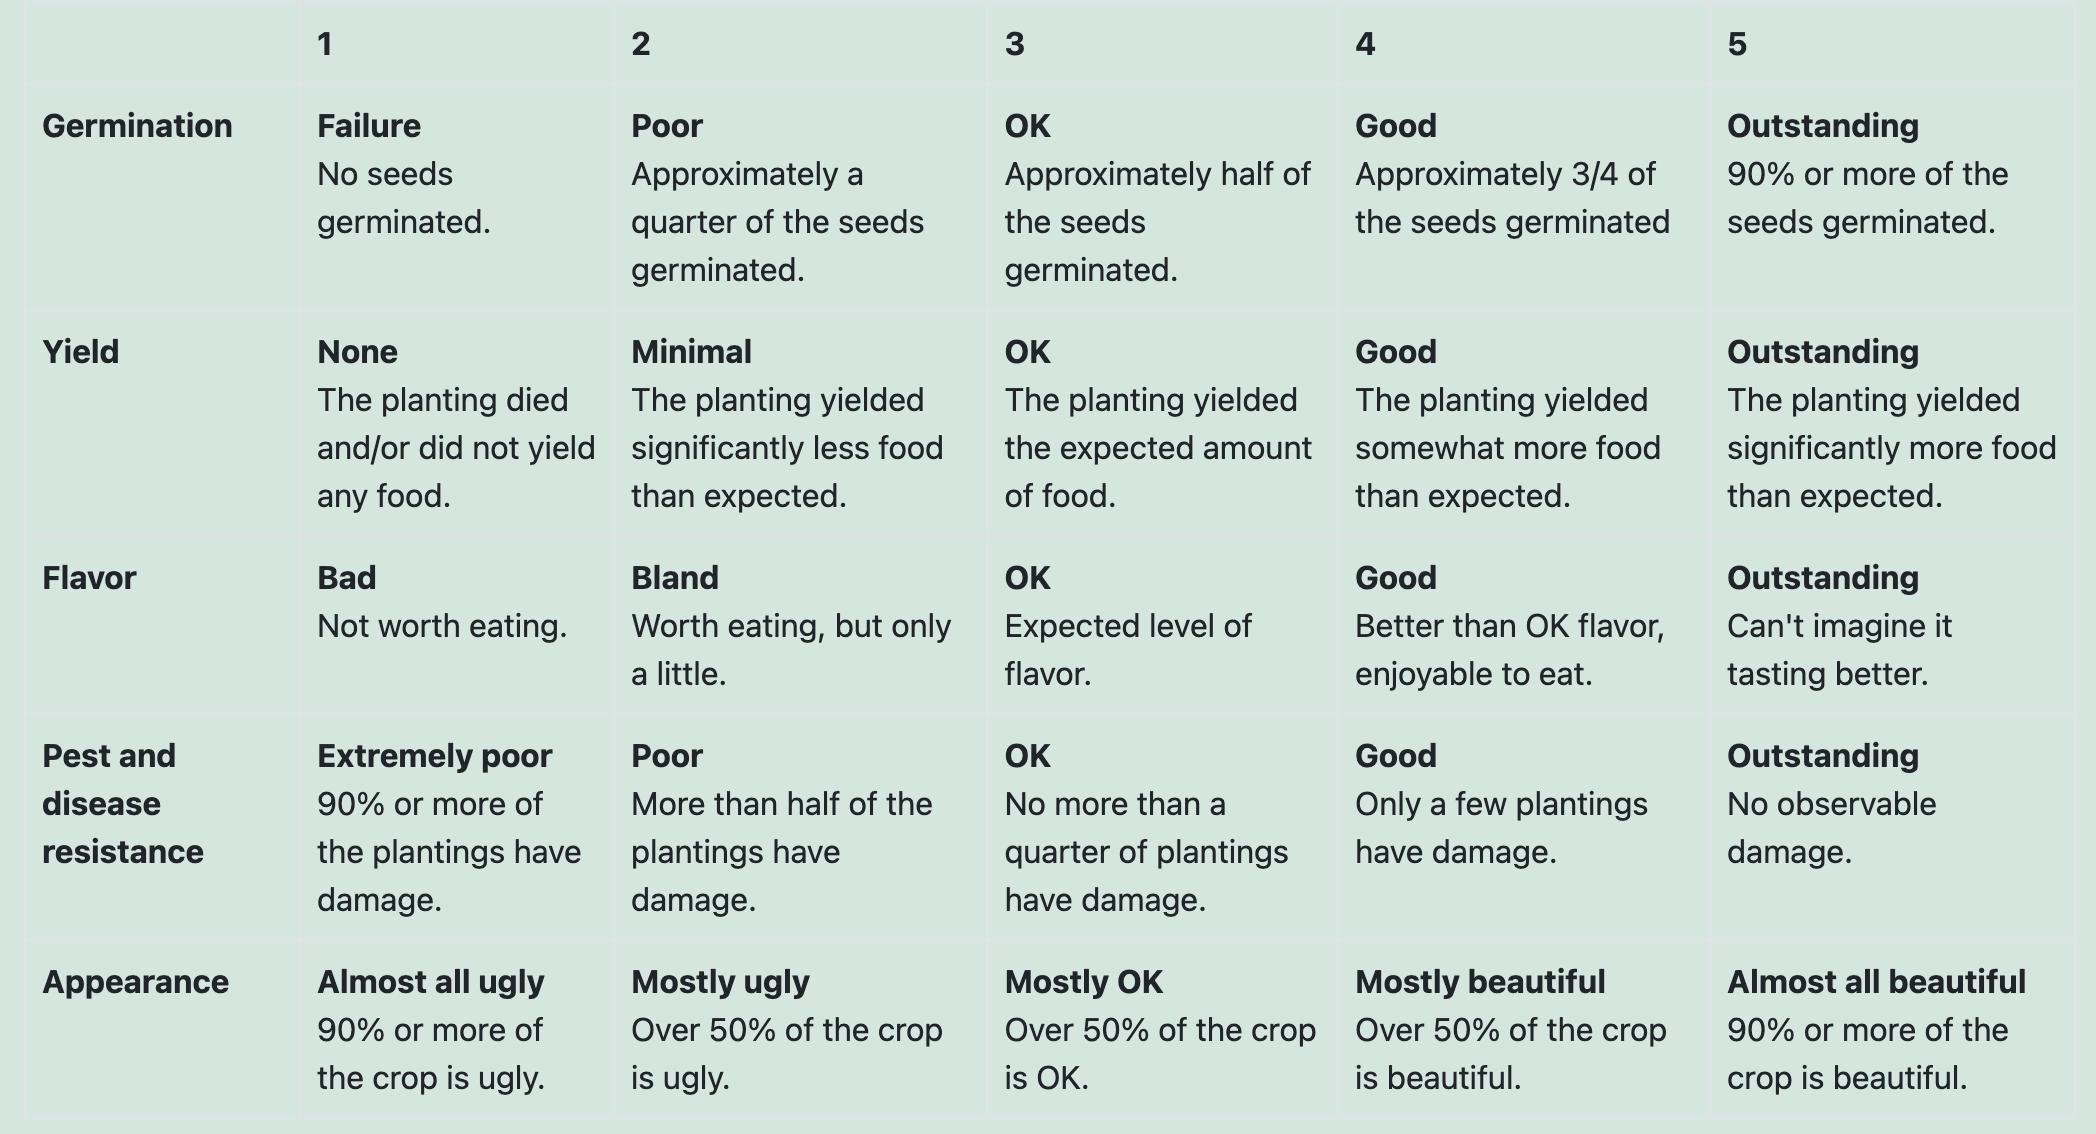 1 2 3 4 5
Germination
Failure
No seeds
germinated.
Poor
Approximately a
quarter of the seeds
germinated.
OK
Approximately half of
the seeds
germinated.
Good
Approximately 3/4 of
the seeds germinated
Outstanding
90% or more of the
seeds germinated.
Yield
None
The planting died
and/or did not yield
any food.
Minimal
The planting yielded
significantly less food
than expected.
OK
The planting yielded
the expected amount
of food.
Good
The planting yielded
somewhat more food
than expected.
Outstanding
The planting yielded
significantly more food
than expected.
Flavor
Bad
Not worth eating.
Bland
Worth eating, but only
a little.
OK
Expected level of
flavor.
Good
Better than OK flavor,
enjoyable to eat.
Outstanding
Can't imagine it
tasting better.
Pest and
disease
resistance
Extremely poor
90% or more of
the plantings have
damage.
Poor
More than half of the
plantings have
damage.
OK
No more than a
quarter of plantings
have damage.
Good
Only a few plantings
have damage.
Outstanding
No observable
damage.
Appearance
Almost all ugly
90% or more of
the crop is ugly.
Mostly ugly
Over 50% of the crop
is ugly.
Mostly OK
Over 50% of the crop
is OK.
Mostly beautiful
Over 50% of the crop
is beautiful.
Almost all beautiful
90% or more of the
crop is beautiful.